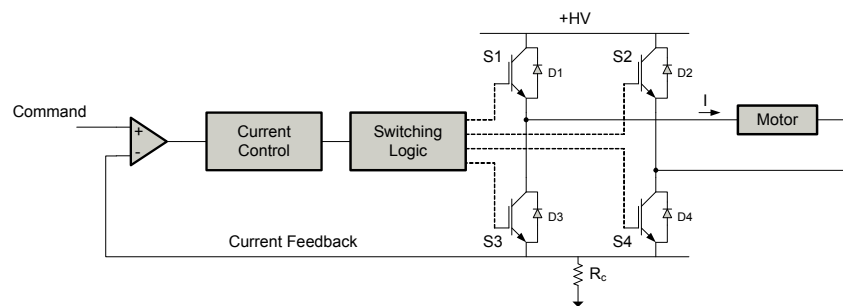 +HV
S1
D1
S2
D2
Command
+
-
Current
Control
Switching
Logic
I
Motor
S3
D3
S4
D4
Current Feedback
Rc